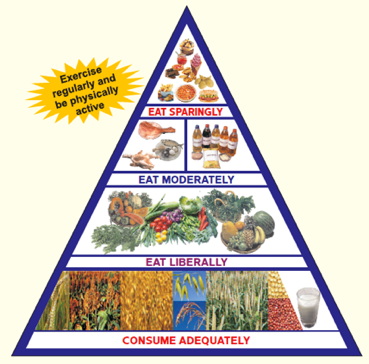 Exercise
regularly and
be physically
active
EAT SPARINGLY
EAT MODERATELY
EAT LIBERALLY
CONSUME ADEQUATELY